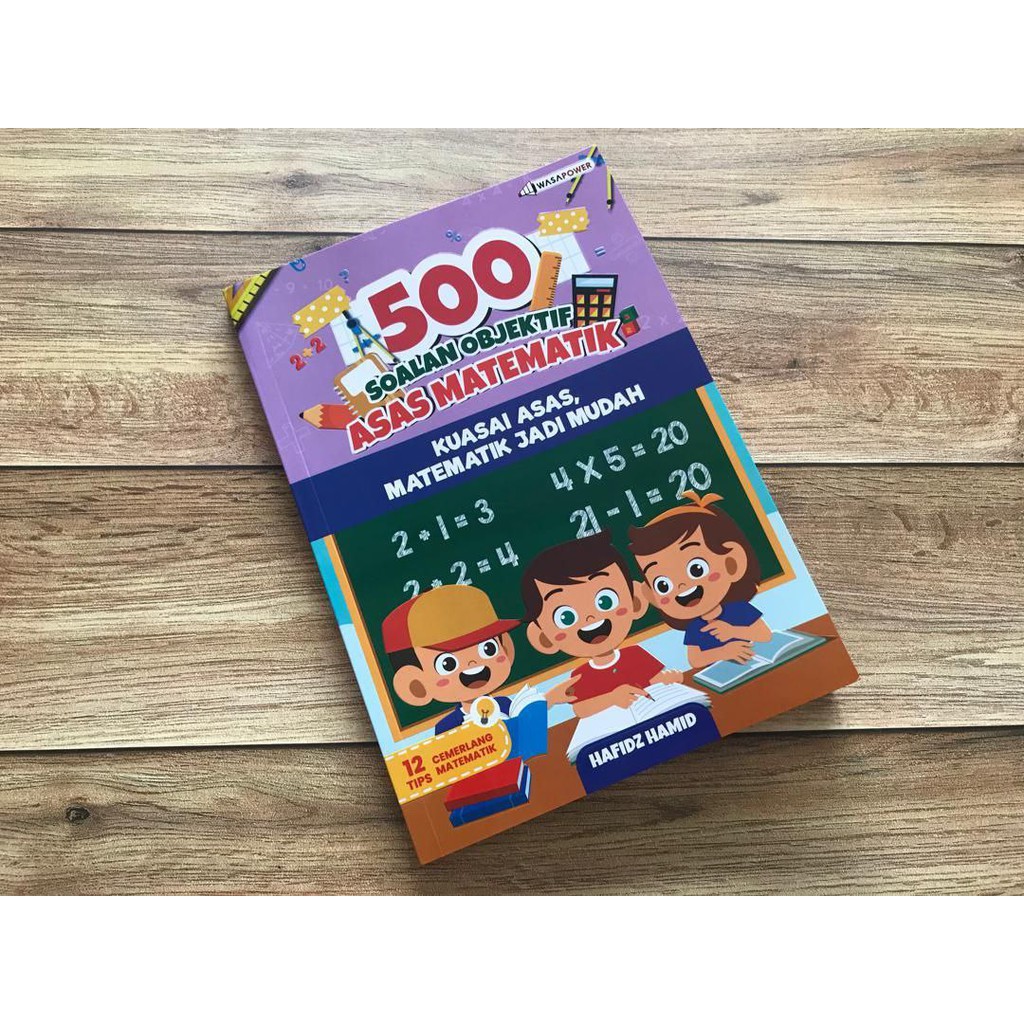 WASAPOWER
500
SOALAN OBJEKTIF
ASAS MATEMATIK
KUASAI ASAS,
MATEMATIK JADI MUDAH
2 + 1 = 3
4 X 5 = 20
2 + 2 = 4
21 - 1 = 20
12 TIPS
CEMERLANG
MATEMATIK
HAFIDZ HAMID
2+2
%
?
=